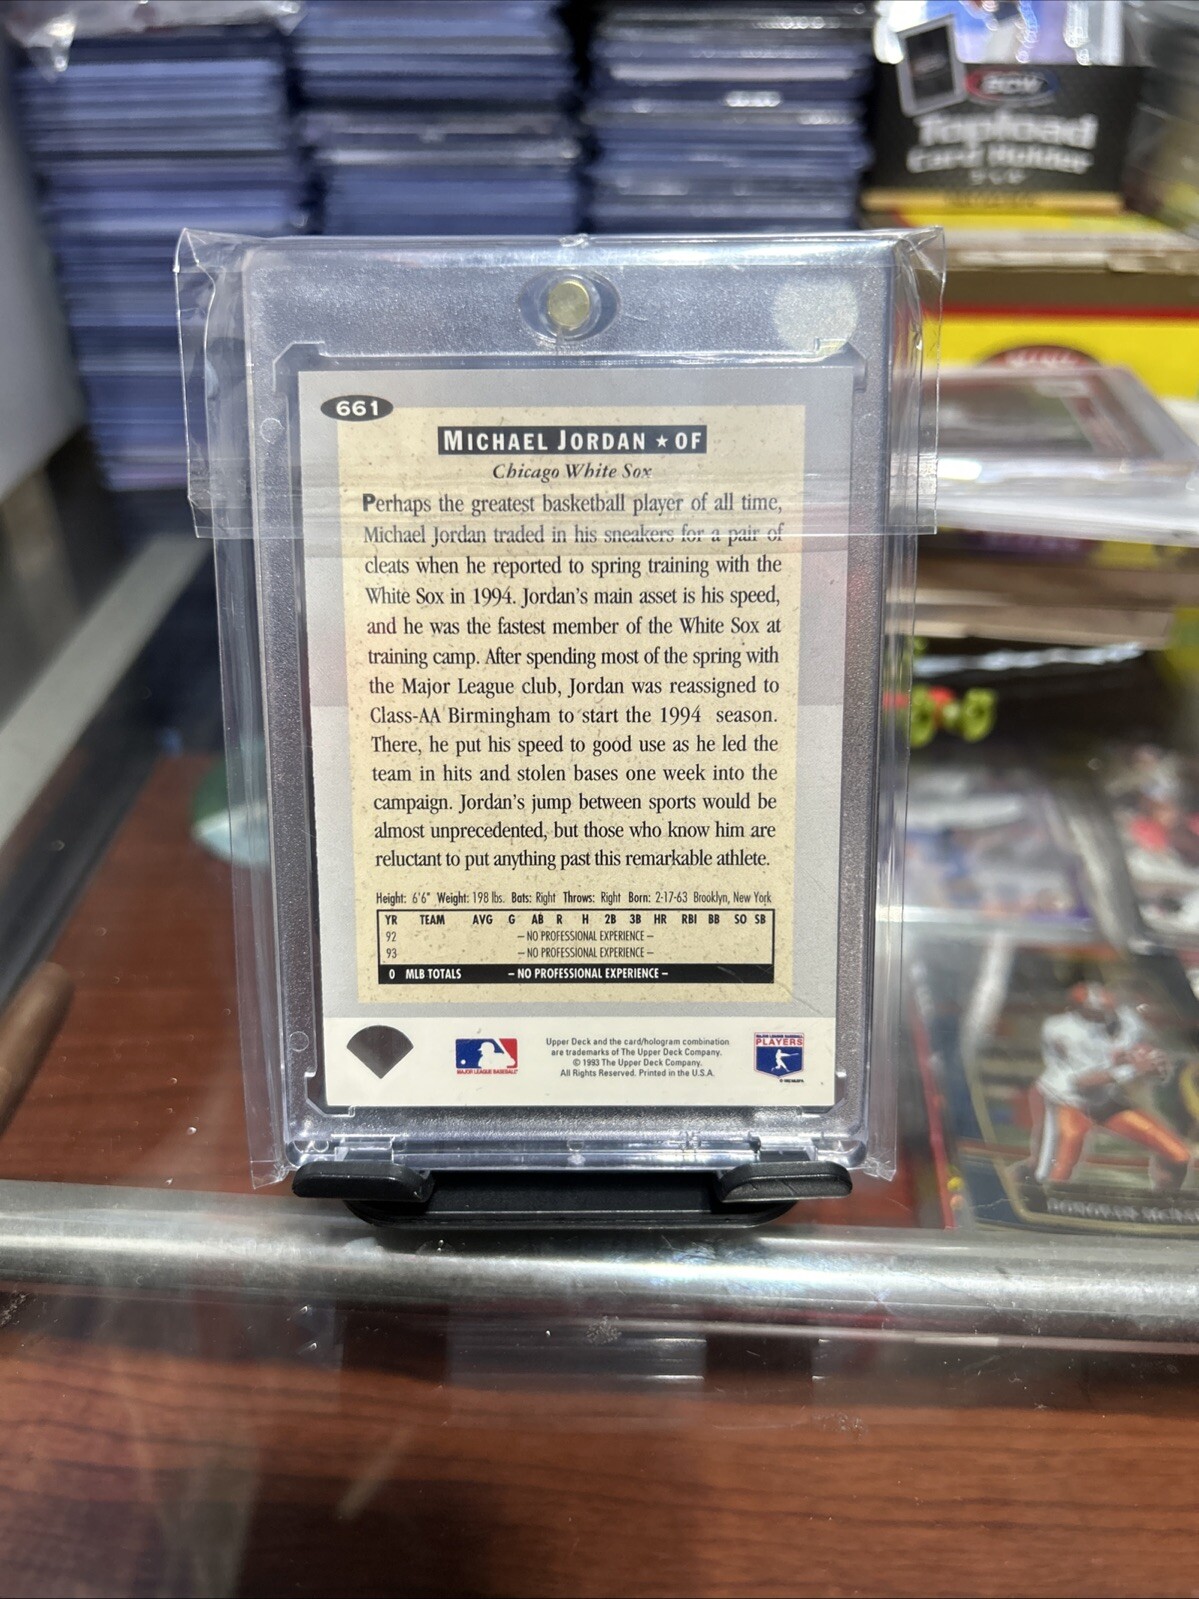 BCW
Topload
Card Holder
661
MICHAEL JORDAN ★ OF
Chicago White Sox
Perhaps the greatest basketball player of all time,
Michael Jordan traded in his sneakers for a pair of
cleats when he reported to spring training with the
White Sox in 1994. Jordan's main asset is his speed,
and he was the fastest member of the White Sox at
training camp. After spending most of the spring with
the Major League club, Jordan was reassigned to
Class-AA Birmingham to start the 1994 season.
There, he put his speed to good use as he led the
team in hits and stolen bases one week into the
campaign. Jordan's jump between sports would be
almost unprecedented, but those who know him are
reluctant to put anything past this remarkable athlete.
Height: 6'6" Weight: 198 lbs. Bats: Right Throws: Right Born: 2-17-63 Brooklyn, New York
YR TEAM AVG G AB R H 2B 3B HR RBI BB SO SB
92 – NO PROFESSIONAL EXPERIENCE –
93 – NO PROFESSIONAL EXPERIENCE –
0 MLB TOTALS – NO PROFESSIONAL EXPERIENCE –
MAJOR LEAGUE BASEBALL
Upper Deck and the card/hologram combination
are trademarks of The Upper Deck Company.
© 1993 The Upper Deck Company.
All Rights Reserved. Printed in the U.S.A.
MAJOR LEAGUE BASEBALL
PLAYERS